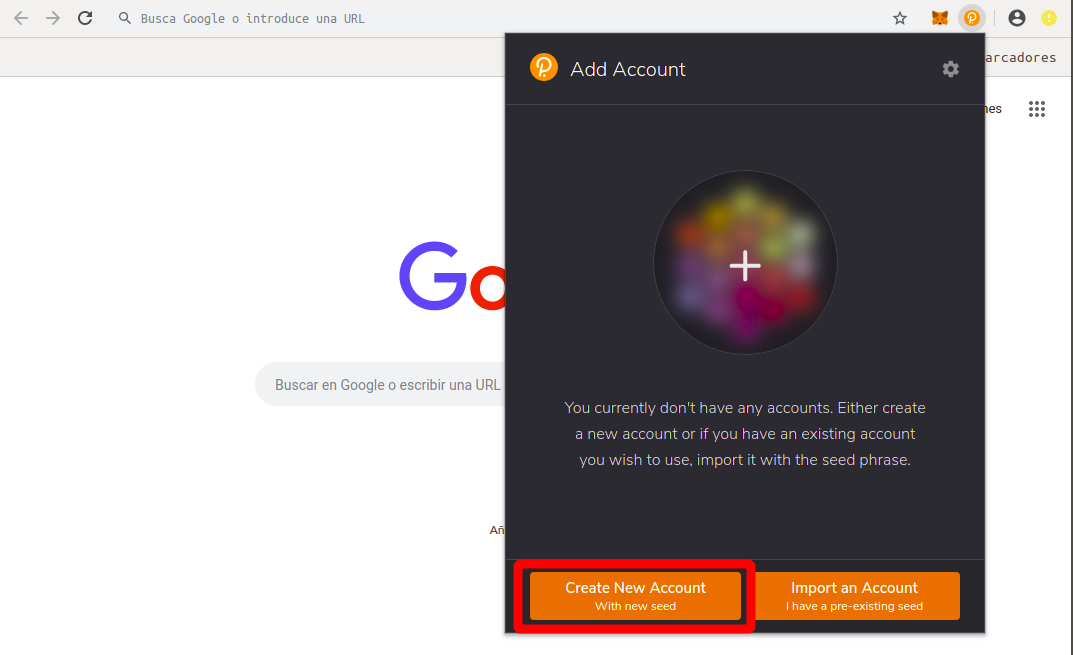 Busca Google o introduce una URL
Add Account
arcadores
nes
Go
Buscar en Google o escribir una URL
You currently don't have any accounts. Either create
a new account or if you have an existing account
you wish to use, import it with the seed phrase.
Añ
Create New Account
With new seed
Import an Account
I have a pre-existing seed